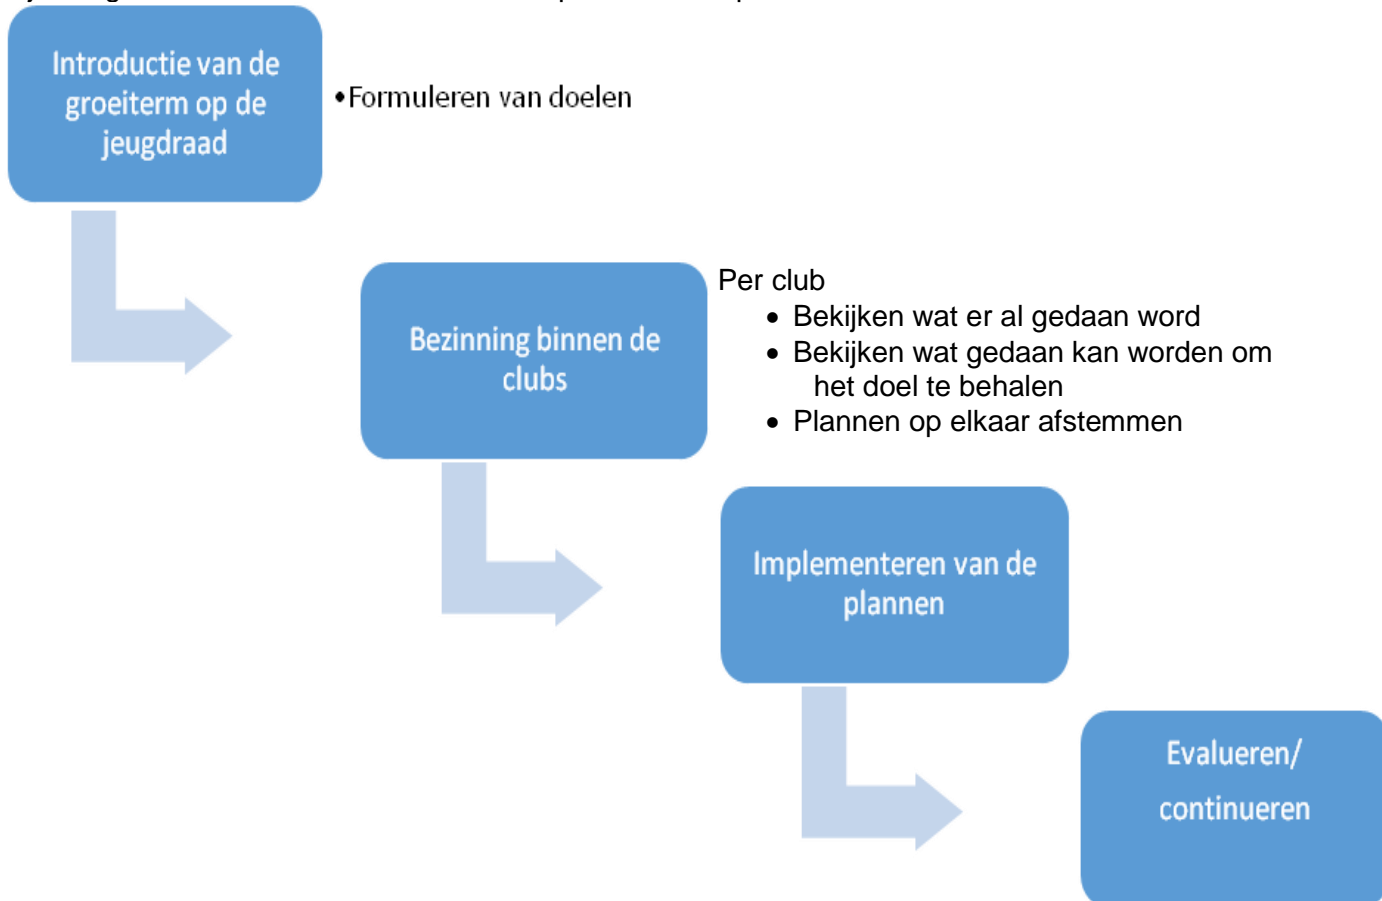 Introductie van de
groeiterm op de
jeugdraad
•Formuleren van doelen
Bezinning binnen de
clubs
Per club
• Bekijken wat er al gedaan word
• Bekijken wat gedaan kan worden om
het doel te behalen
• Plannen op elkaar afstemmen
Implementeren van de
plannen
Evalueren/
continueren